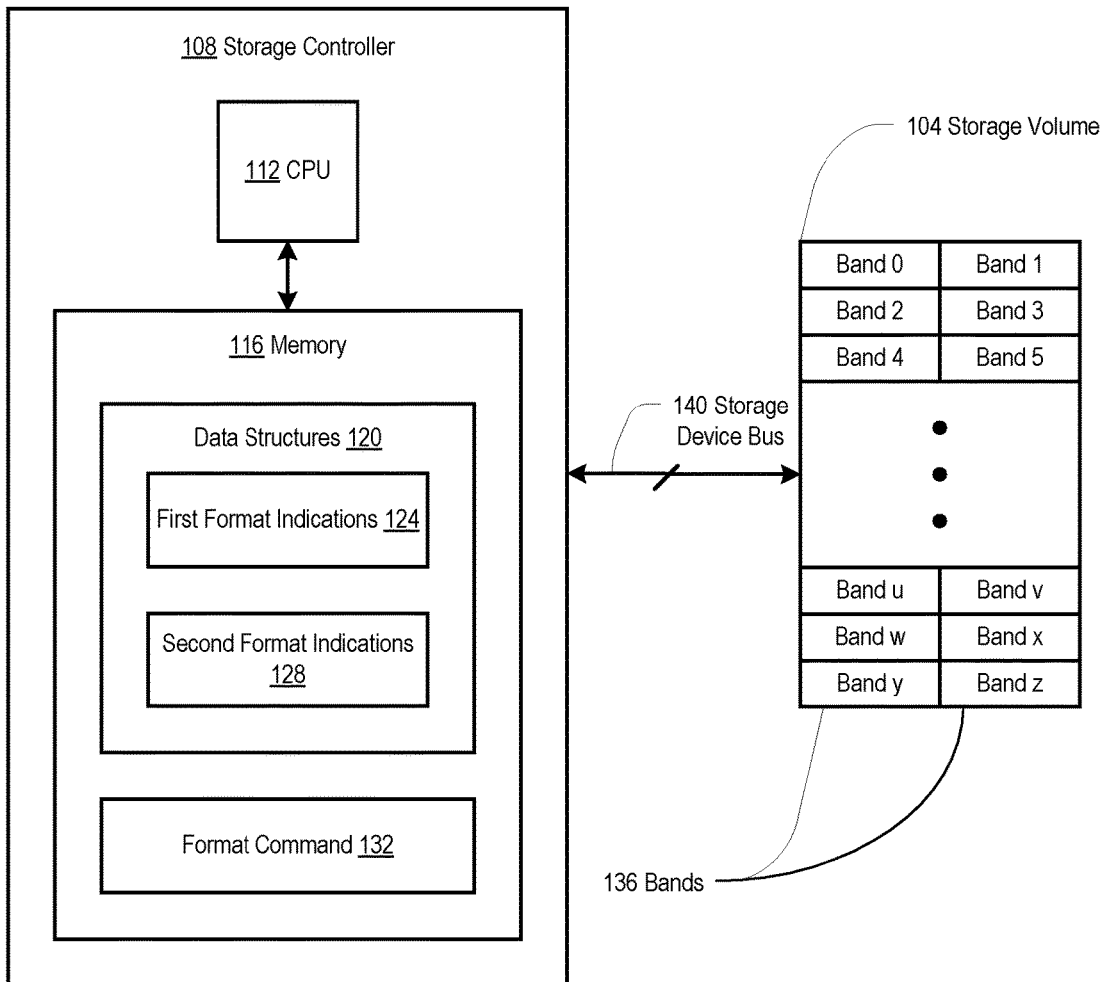 108 Storage Controller
112 CPU
116 Memory
Data Structures 120
First Format Indications 124
Second Format Indications
128
Format Command 132
140 Storage
Device Bus
104 Storage Volume
Band 0 Band 1
Band 2 Band 3
Band 4 Band 5
Band u Band v
Band w Band x
Band y Band z
136 Bands